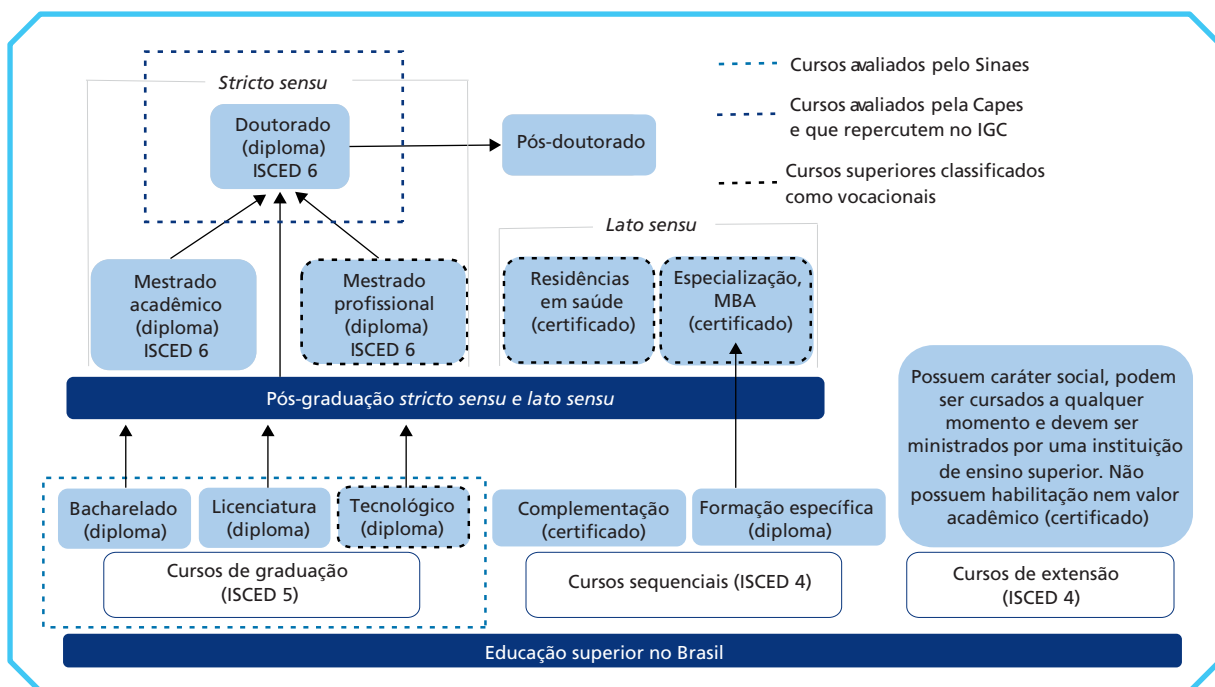 Stricto sensu
Doutorado
(diploma)
ISCED 6
Pós-doutorado
Cursos avaliados pelo Sinaes
Cursos avaliados pela Capes
e que repercutem no IGC
Cursos superiores classificados
como vocacionais
Lato sensu
Mestrado
acadêmico
(diploma)
ISCED 6
Mestrado
profissional
(diploma)
ISCED 6
Residências
em saúde
(certificado)
Especialização,
MBA
(certificado)
Pós-graduação stricto sensu e lato sensu
Possuem caráter social, podem
ser cursados a qualquer
momento e devem ser
ministrados por uma instituição
de ensino superior. Não
possuem habilitação nem valor
acadêmico (certificado)
Bacharelado
(diploma)
Licenciatura
(diploma)
Tecnológico
(diploma)
Complementação
(certificado)
Formação específica
(diploma)
Cursos de graduação
(ISCED 5)
Cursos sequenciais (ISCED 4)
Cursos de extensão
(ISCED 4)
Educação superior no Brasil